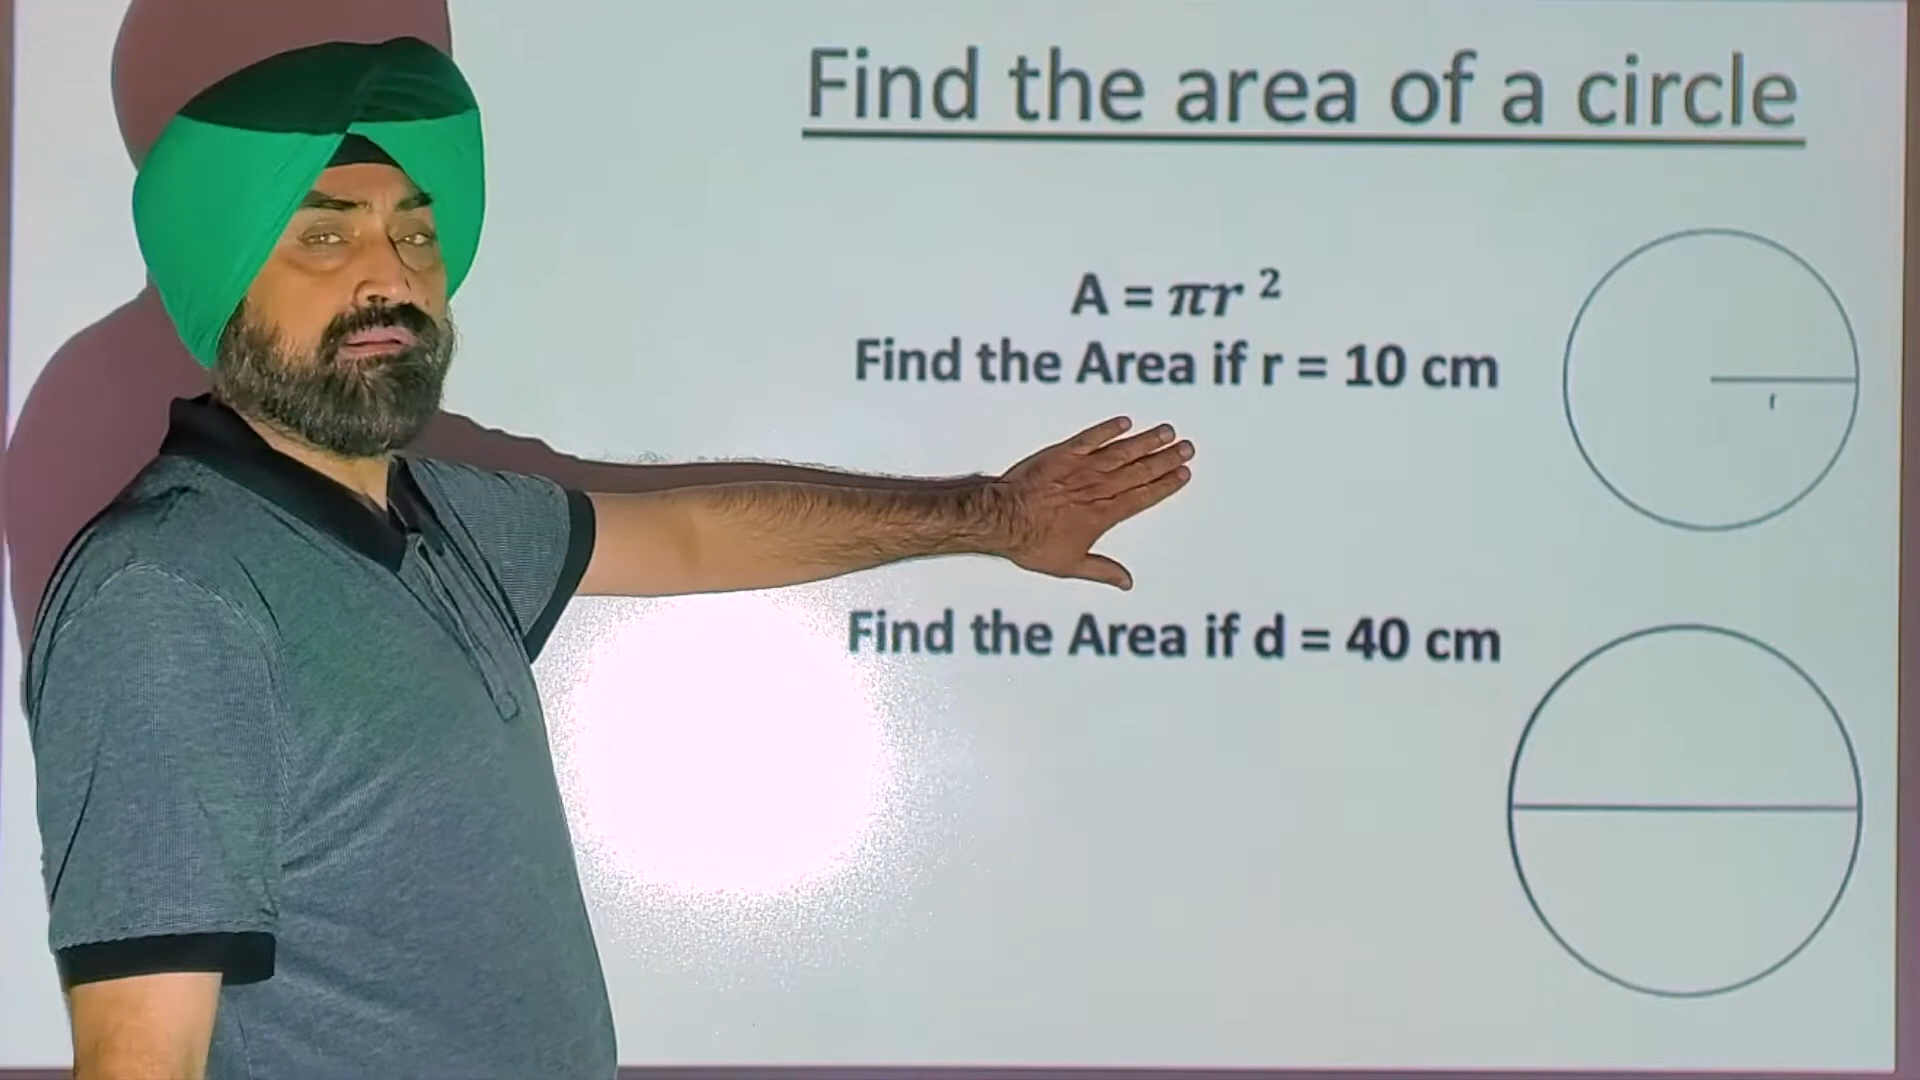 Find the area of a circle
A = πr ²
Find the Area if r = 10 cm
r
Find the Area if d = 40 cm